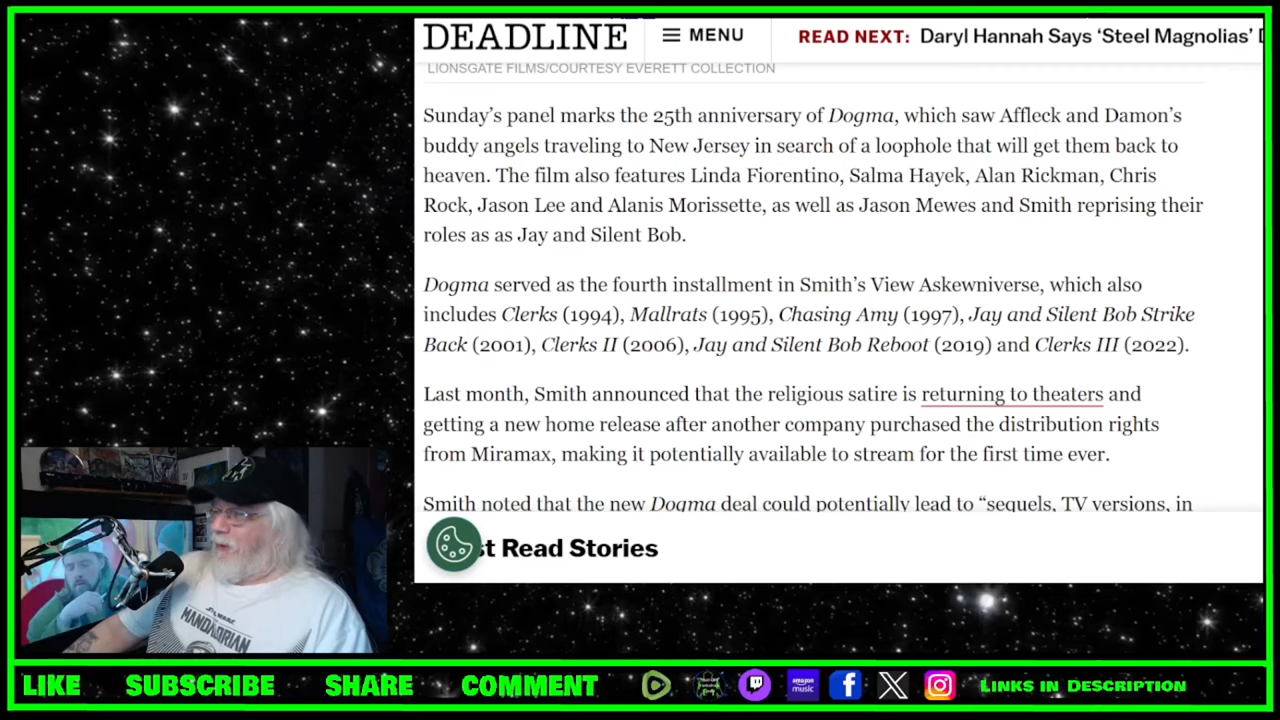 DEADLINE
MENU
READ NEXT: Daryl Hannah Says ‘Steel Magnolias’
LIONSGATE FILMS/COURTESY EVERETT COLLECTION
Sunday’s panel marks the 25th anniversary of Dogma, which saw Affleck and Damon’s
buddy angels traveling to New Jersey in search of a loophole that will get them back to
heaven. The film also features Linda Fiorentino, Salma Hayek, Alan Rickman, Chris
Rock, Jason Lee and Alanis Morissette, as well as Jason Mewes and Smith reprising their
roles as as Jay and Silent Bob.
Dogma served as the fourth installment in Smith’s View Askewniverse, which also
includes Clerks (1994), Mallrats (1995), Chasing Amy (1997), Jay and Silent Bob Strike
Back (2001), Clerks II (2006), Jay and Silent Bob Reboot (2019) and Clerks III (2022).
Last month, Smith announced that the religious satire is returning to theaters and
getting a new home release after another company purchased the distribution rights
from Miramax, making it potentially available to stream for the first time ever.
Smith noted that the new Dogma deal could potentially lead to “sequels, TV versions, in
st Read Stories
STAR WARS
MANDALORIAN
LIKE SUBSCRIBE SHARE COMMENT amazon music LINKS IN DESCRIPTION